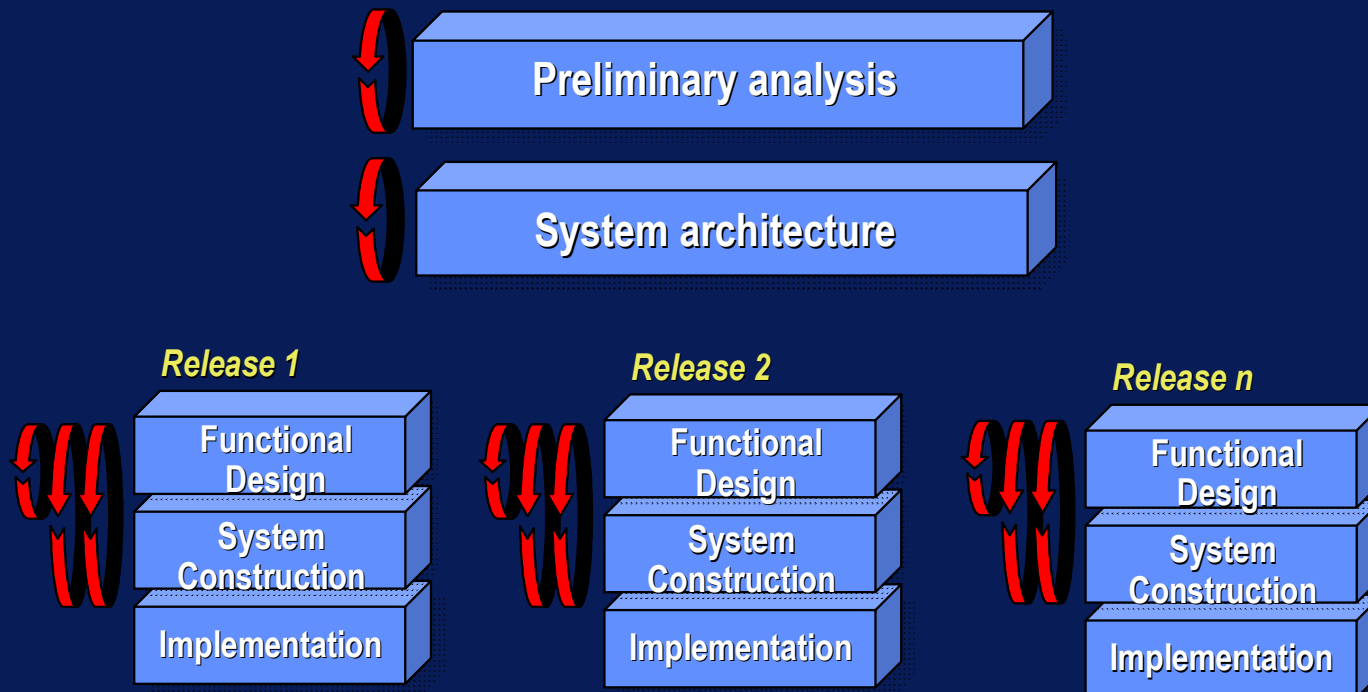 Preliminary analysis
System architecture
Release 1
Functional
Design
System
Construction
Implementation
Release 2
Functional
Design
System
Construction
Implementation
Release n
Functional
Design
System
Construction
Implementation